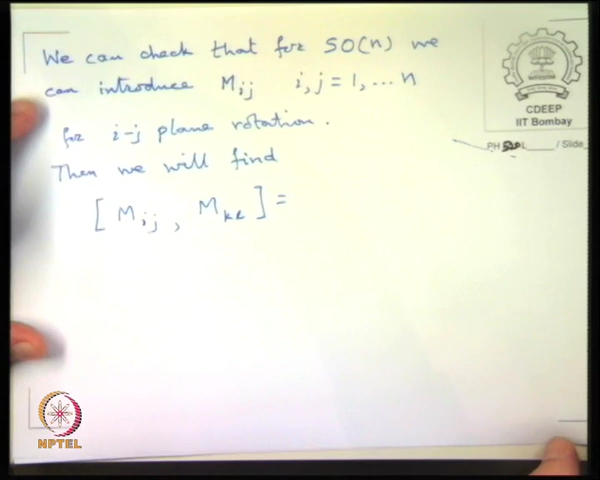 We can check that for SO(n) we
can introduce M_ij i, j = 1, ... n
for i-j plane rotation.
Then we will find
[ M_ij , M_kl ] =
CDEEP
IIT Bombay
PH L / Slide
NPTEL